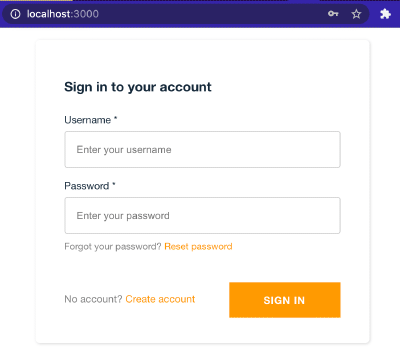 localhost:3000
Sign in to your account
Username *
Enter your username
Password *
Enter your password
Forgot your password? Reset password
No account? Create account
SIGN IN